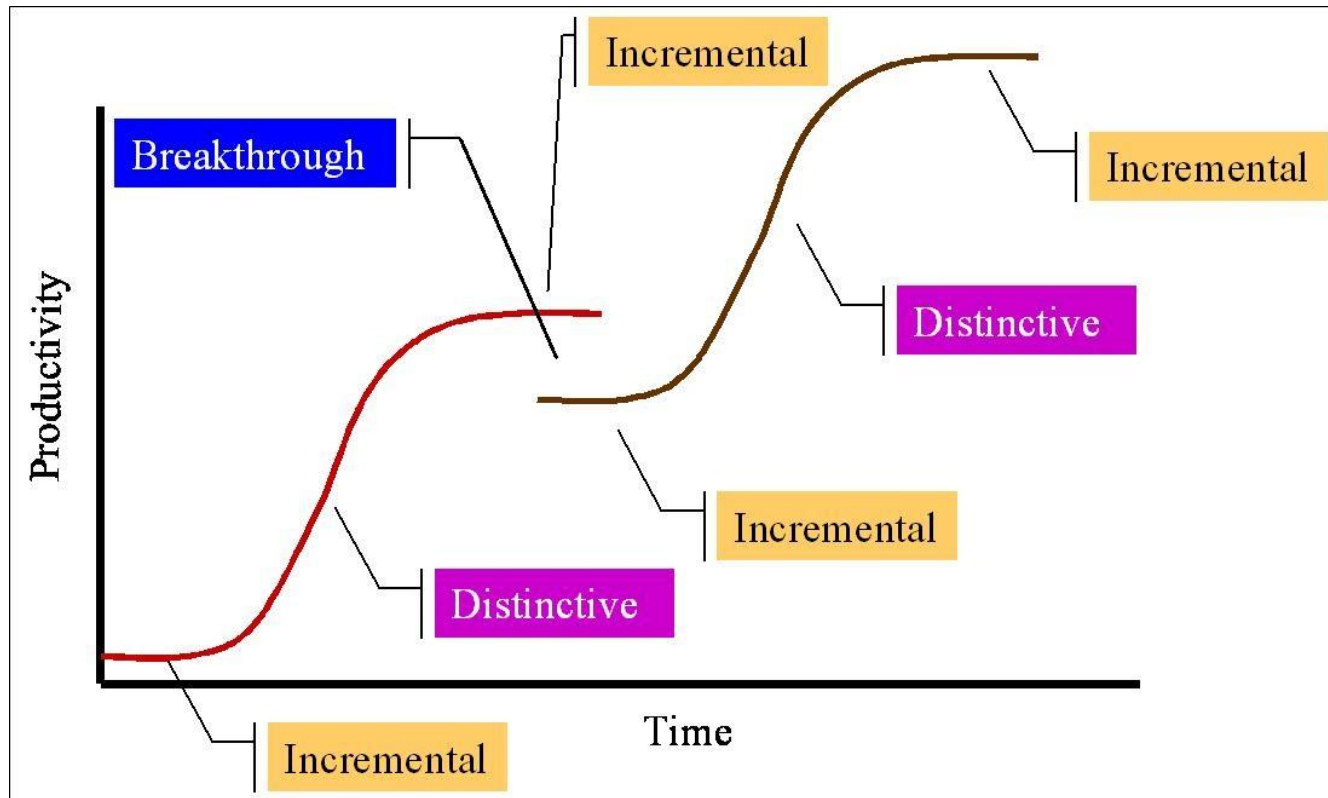 Incremental
Breakthrough
Incremental
Distinctive
Productivity
Incremental
Distinctive
Time
Incremental